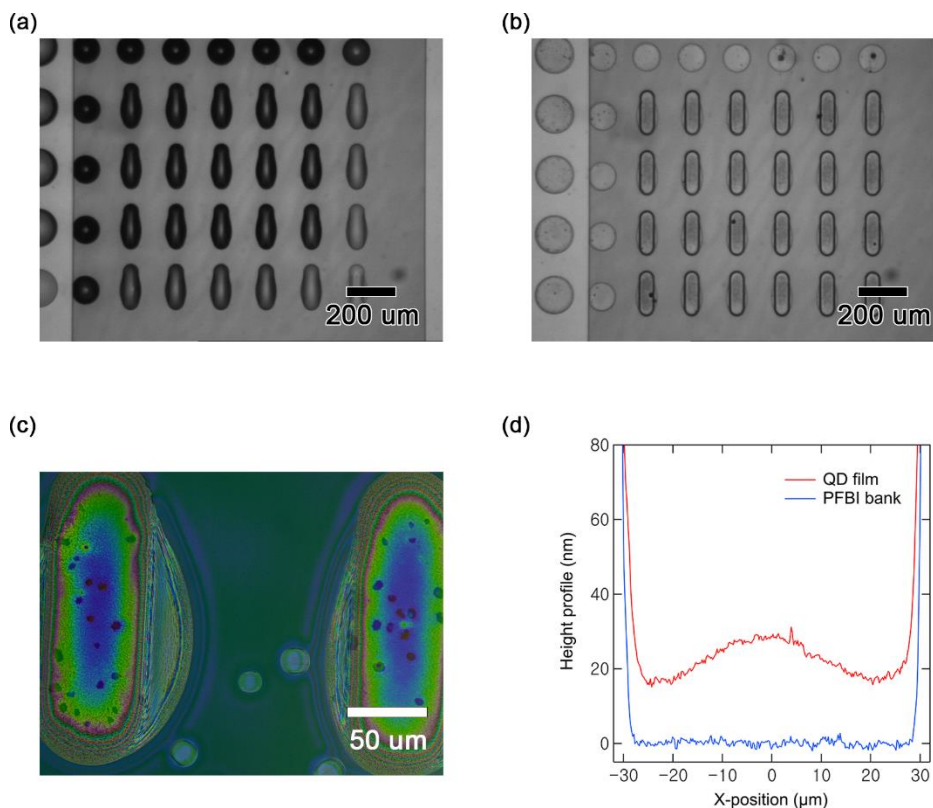 (a)
(b)
200 um
200 um
(c)
(d)
50 um
80
60
40
20
0
Height profile (nm)
QD film
PFBI bank
−30
−20
−10
0
10
20
30
X-position (μm)